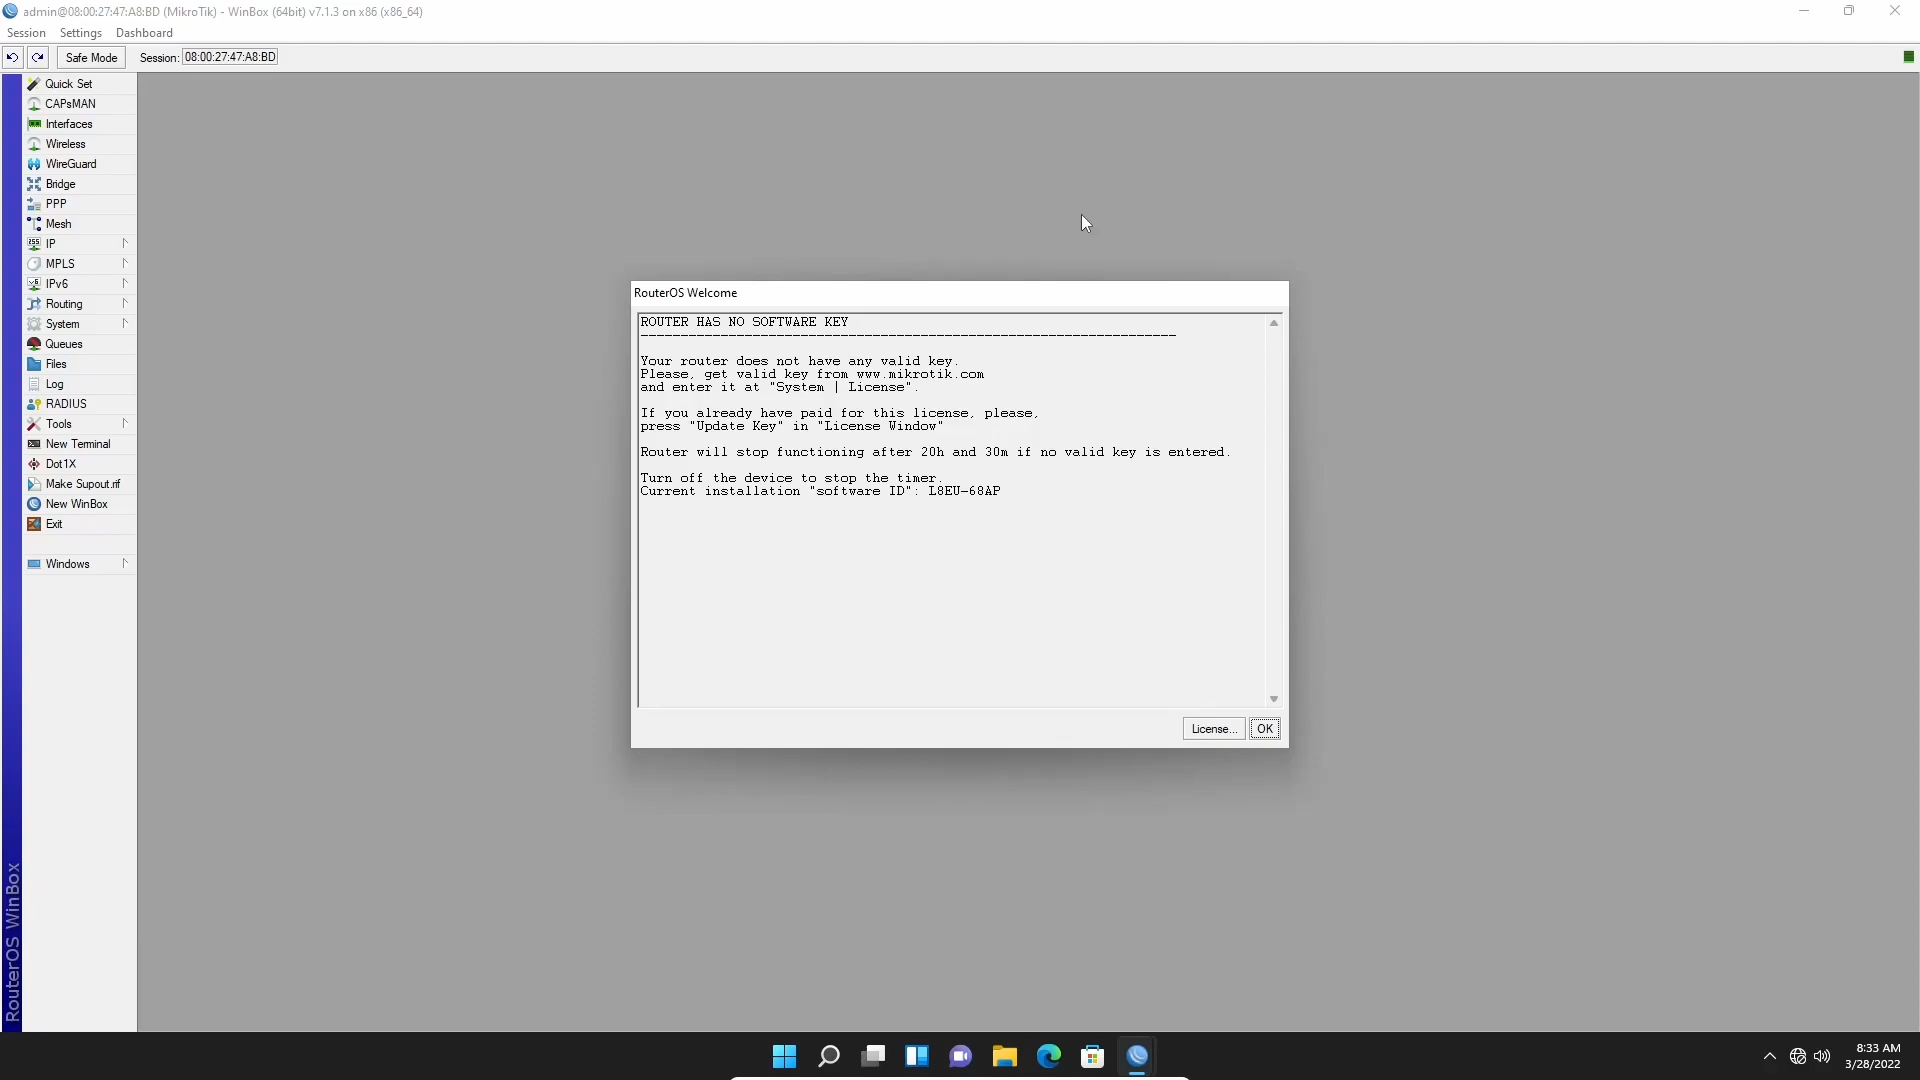 admin@08:00:27:47:A8:BD (MikroTik) - WinBox (64bit) v7.1.3 on x86 (x86_64)
Session Settings Dashboard
Safe Mode Session: 08:00:27:47:A8:BD
Quick Set
CAPsMAN
Interfaces
Wireless
WireGuard
Bridge
PPP
Mesh
IP
MPLS
IPv6
Routing
System
Queues
Files
Log
RADIUS
Tools
New Terminal
Dot1X
Make Supout.rif
New WinBox
Exit
Windows
RouterOS WinBox
RouterOS Welcome
ROUTER HAS NO SOFTWARE KEY
-------------------------------------------------------------------
Your router does not have any valid key.
Please, get valid key from www.mikrotik.com
and enter it at "System | License".
If you already have paid for this license, please,
press "Update Key" in "License Window"
Router will stop functioning after 20h and 30m if no valid key is entered.
Turn off the device to stop the timer.
Current installation "software ID": L8EU-68AP
License... OK
8:33 AM
3/28/2022